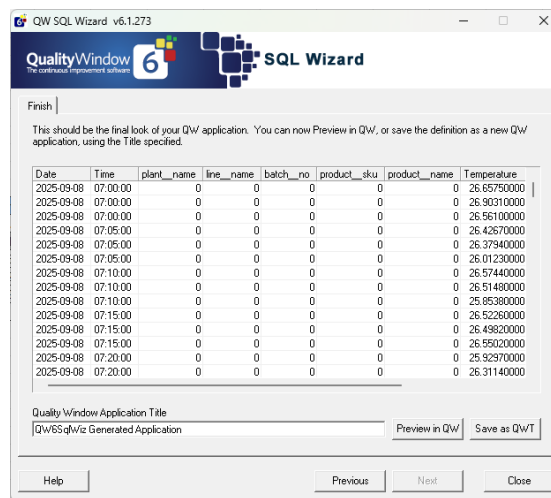 QW SQL Wizard v6.1.273
QualityWindow 6
The continuous improvement software
SQL Wizard
Finish
This should be the final look of your QW application. You can now Preview in QW, or save the definition as a new QW
application, using the Title specified.
Date Time plant__name line__name batch__no product__sku product__name Temperature
2025-09-08 07:00:00 0 0 0 0 0 26.65750000
2025-09-08 07:00:00 0 0 0 0 0 26.90310000
2025-09-08 07:00:00 0 0 0 0 0 26.56100000
2025-09-08 07:05:00 0 0 0 0 0 26.42670000
2025-09-08 07:05:00 0 0 0 0 0 26.37940000
2025-09-08 07:05:00 0 0 0 0 0 26.01230000
2025-09-08 07:10:00 0 0 0 0 0 26.57440000
2025-09-08 07:10:00 0 0 0 0 0 26.51480000
2025-09-08 07:10:00 0 0 0 0 0 25.85380000
2025-09-08 07:15:00 0 0 0 0 0 26.52260000
2025-09-08 07:15:00 0 0 0 0 0 26.49820000
2025-09-08 07:15:00 0 0 0 0 0 26.55020000
2025-09-08 07:20:00 0 0 0 0 0 25.92970000
2025-09-08 07:20:00 0 0 0 0 0 26.31140000
Quality Window Application Title
QW6SqlWiz Generated Application
Preview in QW
Save as QWT
Help
Previous
Next
Close